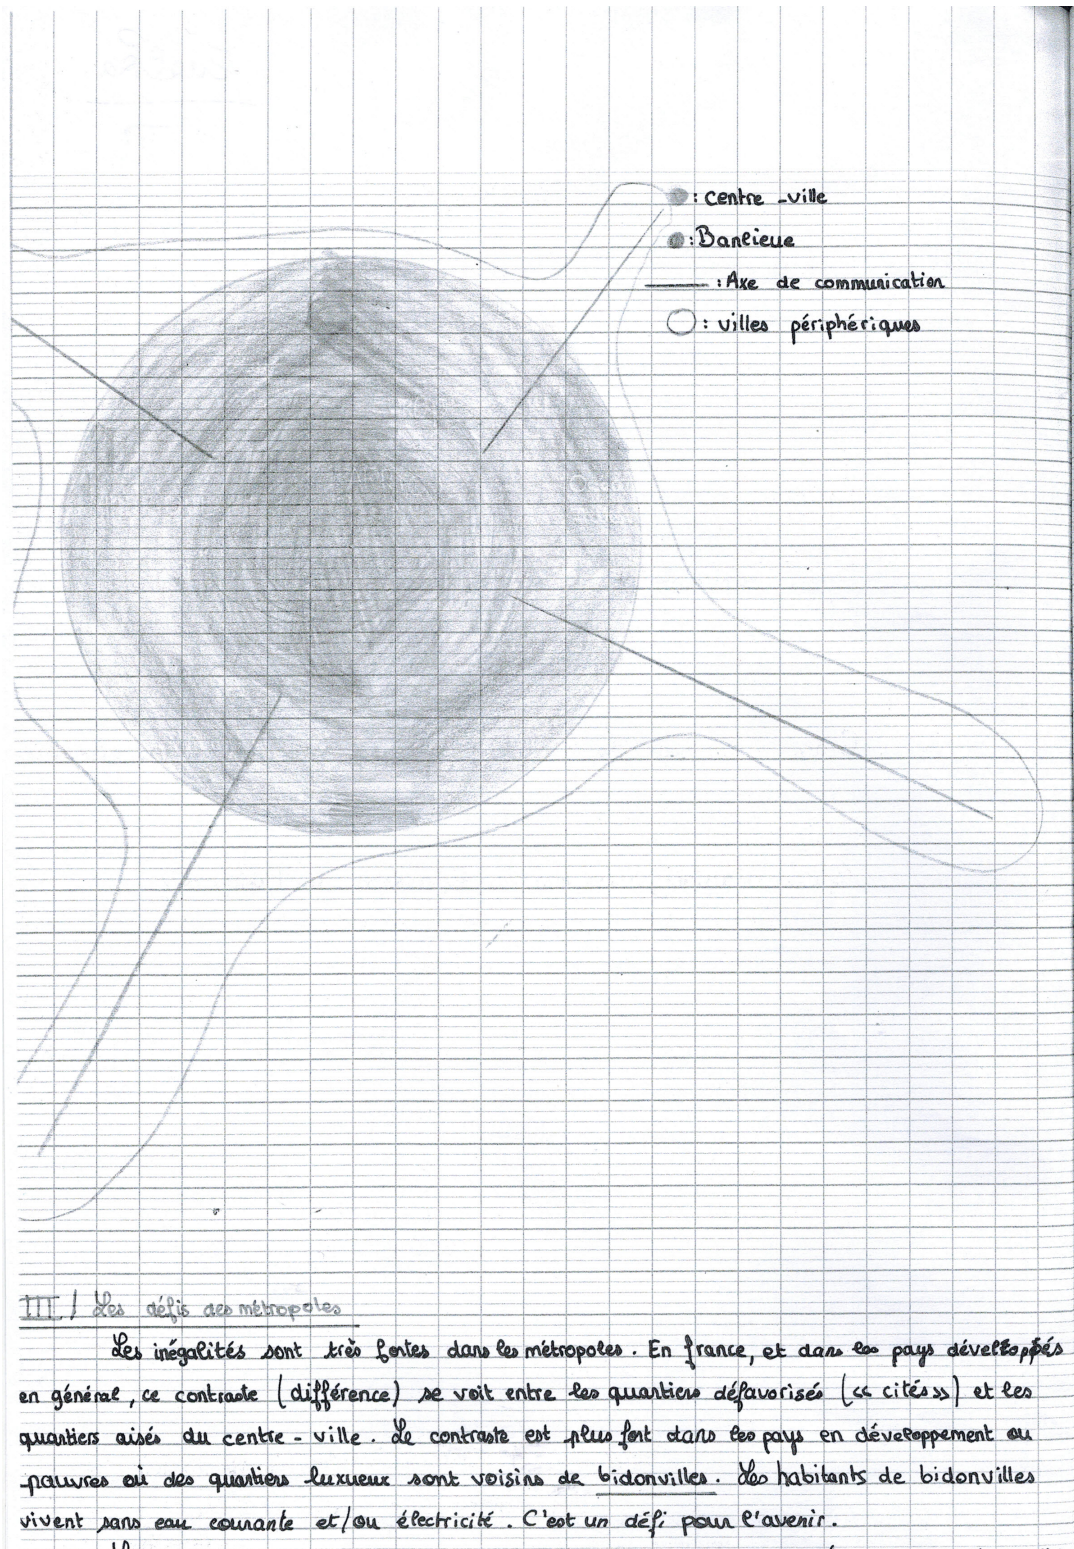 : centre -ville
: Banlieue
: Axe de communication
: villes périphériques
III / Les défis des métropoles
Les inégalités sont très fortes dans les métropoles. En france, et dans les pays développés
en général, ce contraste (différence) se voit entre les quartiers défavorisés (<< cités >>) et les
quartiers aisés du centre-ville. Le contraste est plus fort dans les pays en développement ou
pauvres où des quartiers luxueux sont voisins de bidonvilles. Les habitants de bidonvilles
vivent sans eau courante et/ou électricité. C'est un défi pour l'avenir.